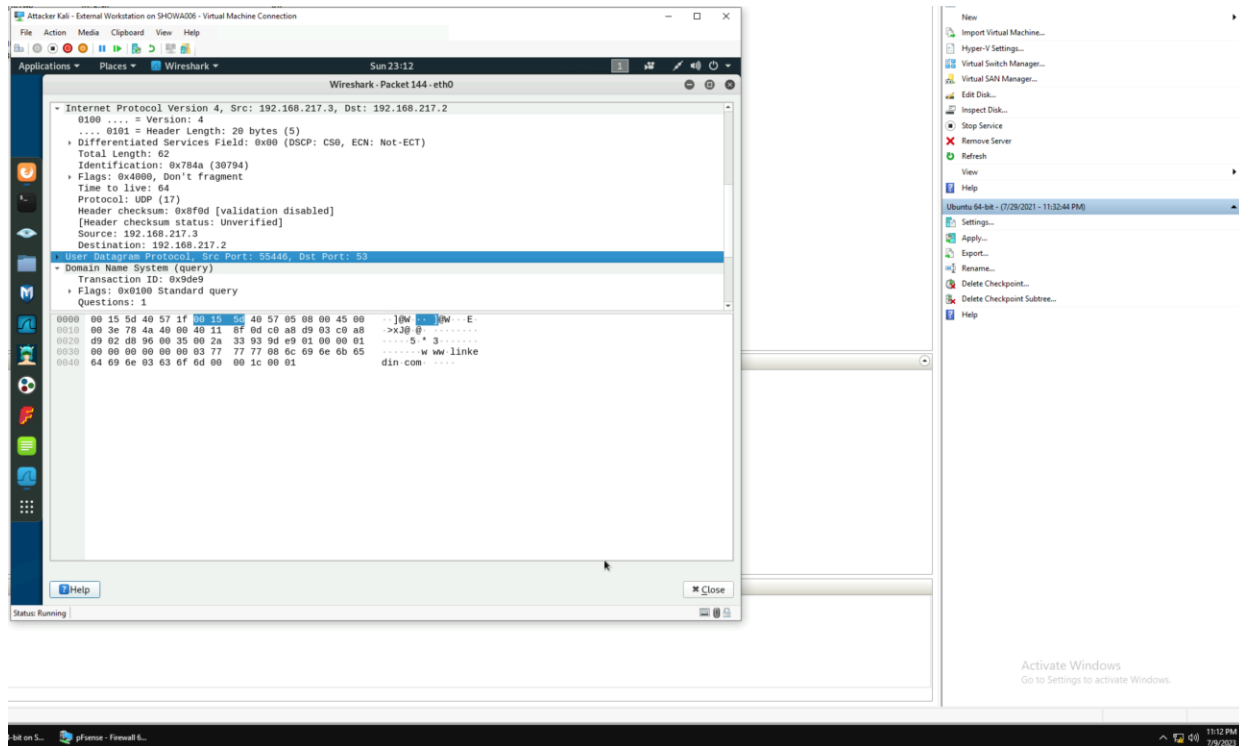 Attacker Kali - External Workstation on SHOWA006 - Virtual Machine Connection
File Action Media Clipboard View Help
Applications Places Wireshark Sun 23:12 1
Wireshark · Packet 144 · eth0
Internet Protocol Version 4, Src: 192.168.217.3, Dst: 192.168.217.2
0100 .... = Version: 4
.... 0101 = Header Length: 20 bytes (5)
Differentiated Services Field: 0x00 (DSCP: CS0, ECN: Not-ECT)
Total Length: 62
Identification: 0x784a (30794)
Flags: 0x4000, Don't fragment
Time to live: 64
Protocol: UDP (17)
Header checksum: 0x8f0d [validation disabled]
[Header checksum status: Unverified]
Source: 192.168.217.3
Destination: 192.168.217.2
User Datagram Protocol, Src Port: 55446, Dst Port: 53
Domain Name System (query)
Transaction ID: 0x9de9
Flags: 0x0100 Standard query
Questions: 1
0000 00 15 5d 40 57 1f 00 15 5d 40 57 05 08 00 45 00 ··]@W···]@W···E·
0010 00 3e 78 4a 40 00 40 11 8f 0d c0 a8 d9 03 c0 a8 ·>xJ@·@·········
0020 d9 02 d8 96 00 35 00 2a 33 93 9d e9 01 00 00 01 ·····5·*3·······
0030 00 00 00 00 00 00 03 77 77 77 08 6c 69 6e 6b 65 ·······w ww·linke
0040 64 69 6e 03 63 6f 6d 00 00 1c 00 01 din·com·····
Help
Close
Status: Running
New
Import Virtual Machine...
Hyper-V Settings...
Virtual Switch Manager...
Virtual SAN Manager...
Edit Disk...
Inspect Disk...
Stop Service
Remove Server
Refresh
View
Help
Ubuntu 64-bit - (7/29/2021 - 11:32:44 PM)
Settings...
Apply...
Export...
Rename...
Delete Checkpoint...
Delete Checkpoint Subtree...
Help
Activate Windows
Go to Settings to activate Windows.
-bit on S...
pFsense - Firewall 6...
11:12 PM
7/9/2023